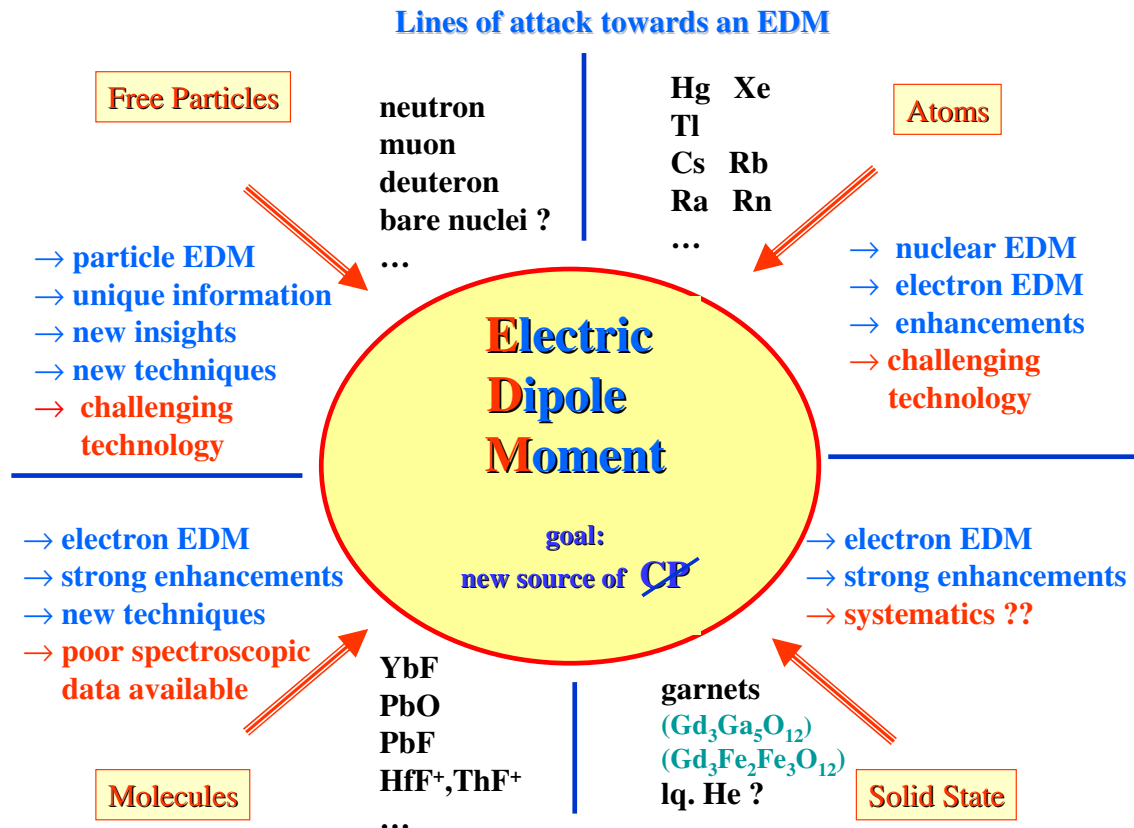 Lines of attack towards an EDM
Free Particles
neutron
muon
deuteron
bare nuclei ?
…
→ particle EDM
→ unique information
→ new insights
→ new techniques
→ challenging
technology
Hg Xe
Tl
Cs Rb
Ra Rn
…
Atoms
→ nuclear EDM
→ electron EDM
→ enhancements
→ challenging
technology
Electric
Dipole
Moment
goal:
new source of CP
→ electron EDM
→ strong enhancements
→ new techniques
→ poor spectroscopic
data available
Molecules
YbF
PbO
PbF
HfF⁺,ThF⁺
…
→ electron EDM
→ strong enhancements
→ systematics ??
garnets
(Gd₃Ga₅O₁₂)
(Gd₃Fe₂Fe₃O₁₂)
lq. He ?
Solid State